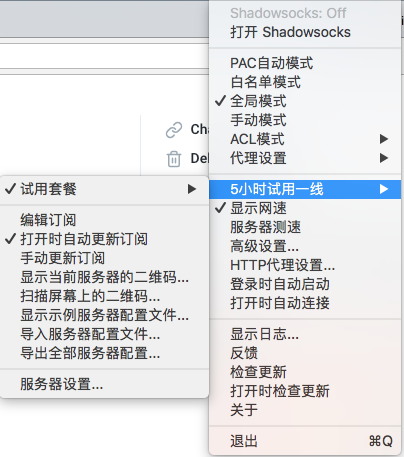 Shadowsocks: Off
打开 Shadowsocks
PAC自动模式
白名单模式
全局模式
手动模式
ACL模式
代理设置
5小时试用一线
显示网速
服务器测速
高级设置...
HTTP代理设置...
登录时自动启动
打开时自动连接
显示日志...
反馈
检查更新
打开时检查更新
关于
退出 ⌘Q
试用套餐
编辑订阅
打开时自动更新订阅
手动更新订阅
显示当前服务器的二维码...
扫描屏幕上的二维码...
显示示例服务器配置文件...
导入服务器配置文件...
导出全部服务器配置...
服务器设置...